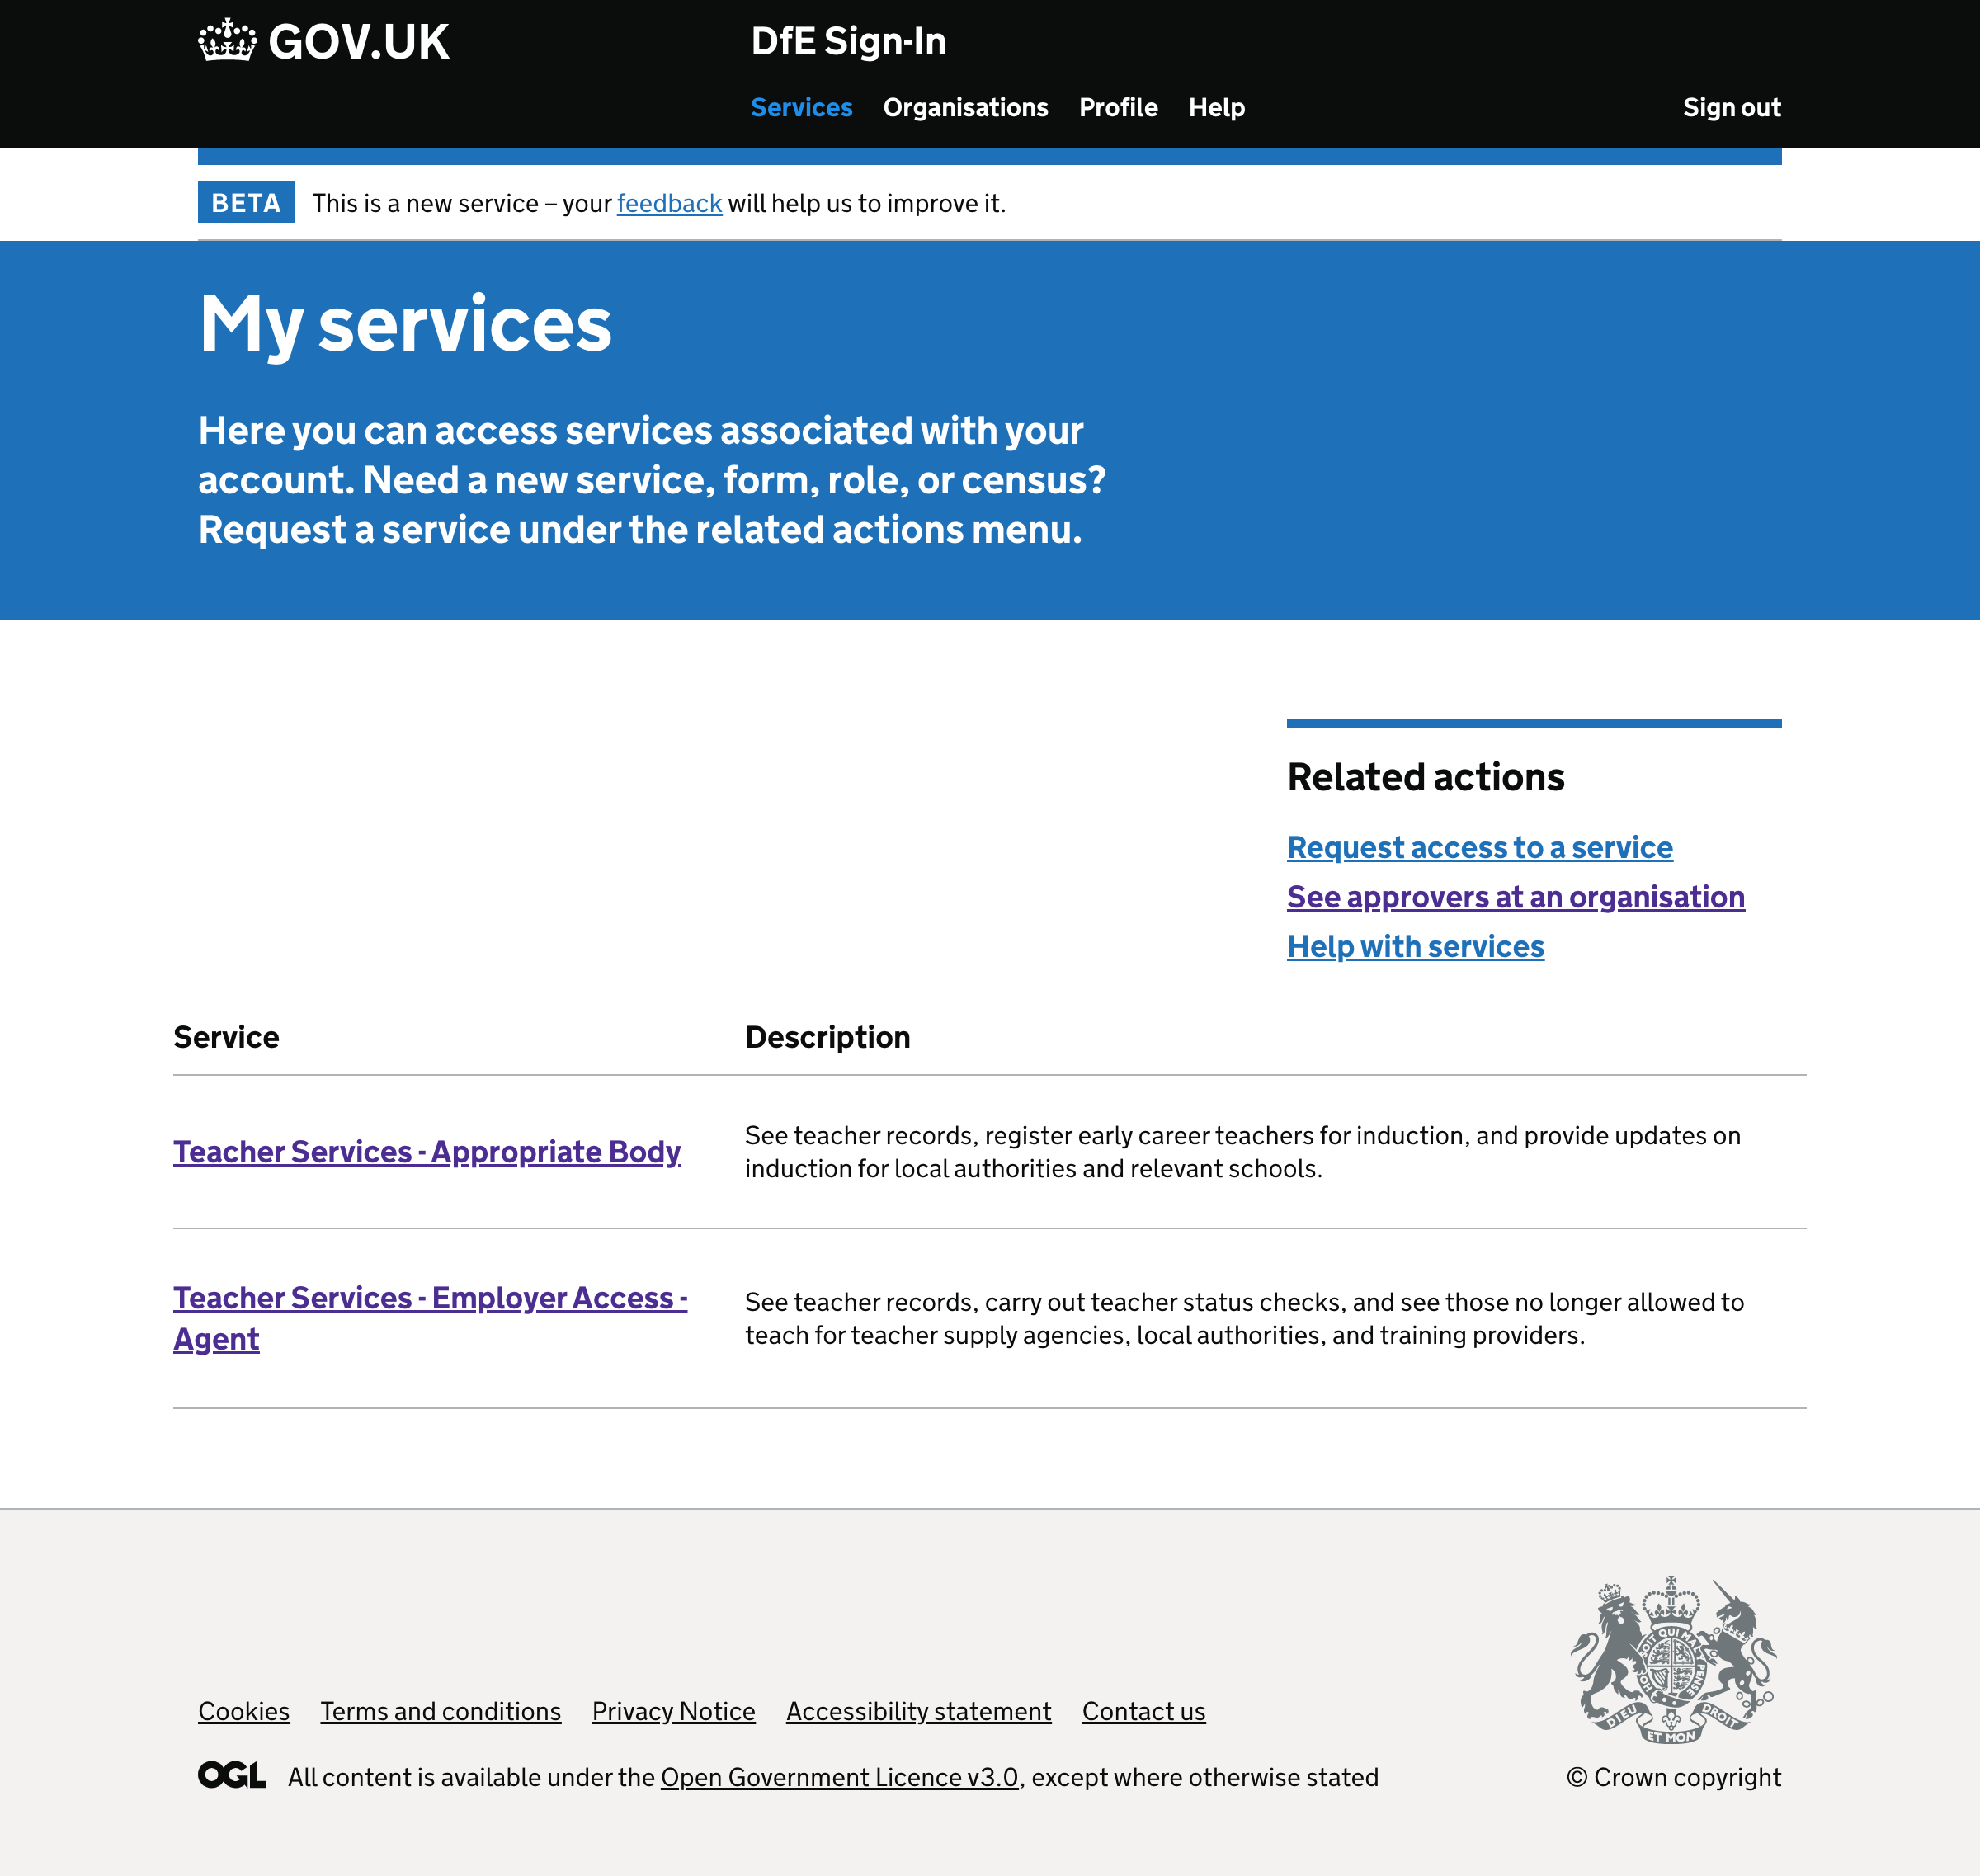 GOV.UK
DfE Sign-In
Services Organisations Profile Help Sign out
BETA This is a new service – your feedback will help us to improve it.
My services
Here you can access services associated with your
account. Need a new service, form, role, or census?
Request a service under the related actions menu.
Related actions
Request access to a service
See approvers at an organisation
Help with services
Service Description
Teacher Services - Appropriate Body
See teacher records, register early career teachers for induction, and provide updates on
induction for local authorities and relevant schools.
Teacher Services - Employer Access -
Agent
See teacher records, carry out teacher status checks, and see those no longer allowed to
teach for teacher supply agencies, local authorities, and training providers.
Cookies Terms and conditions Privacy Notice Accessibility statement Contact us
DIEU ET MON DROIT
OGL All content is available under the Open Government Licence v3.0, except where otherwise stated
© Crown copyright